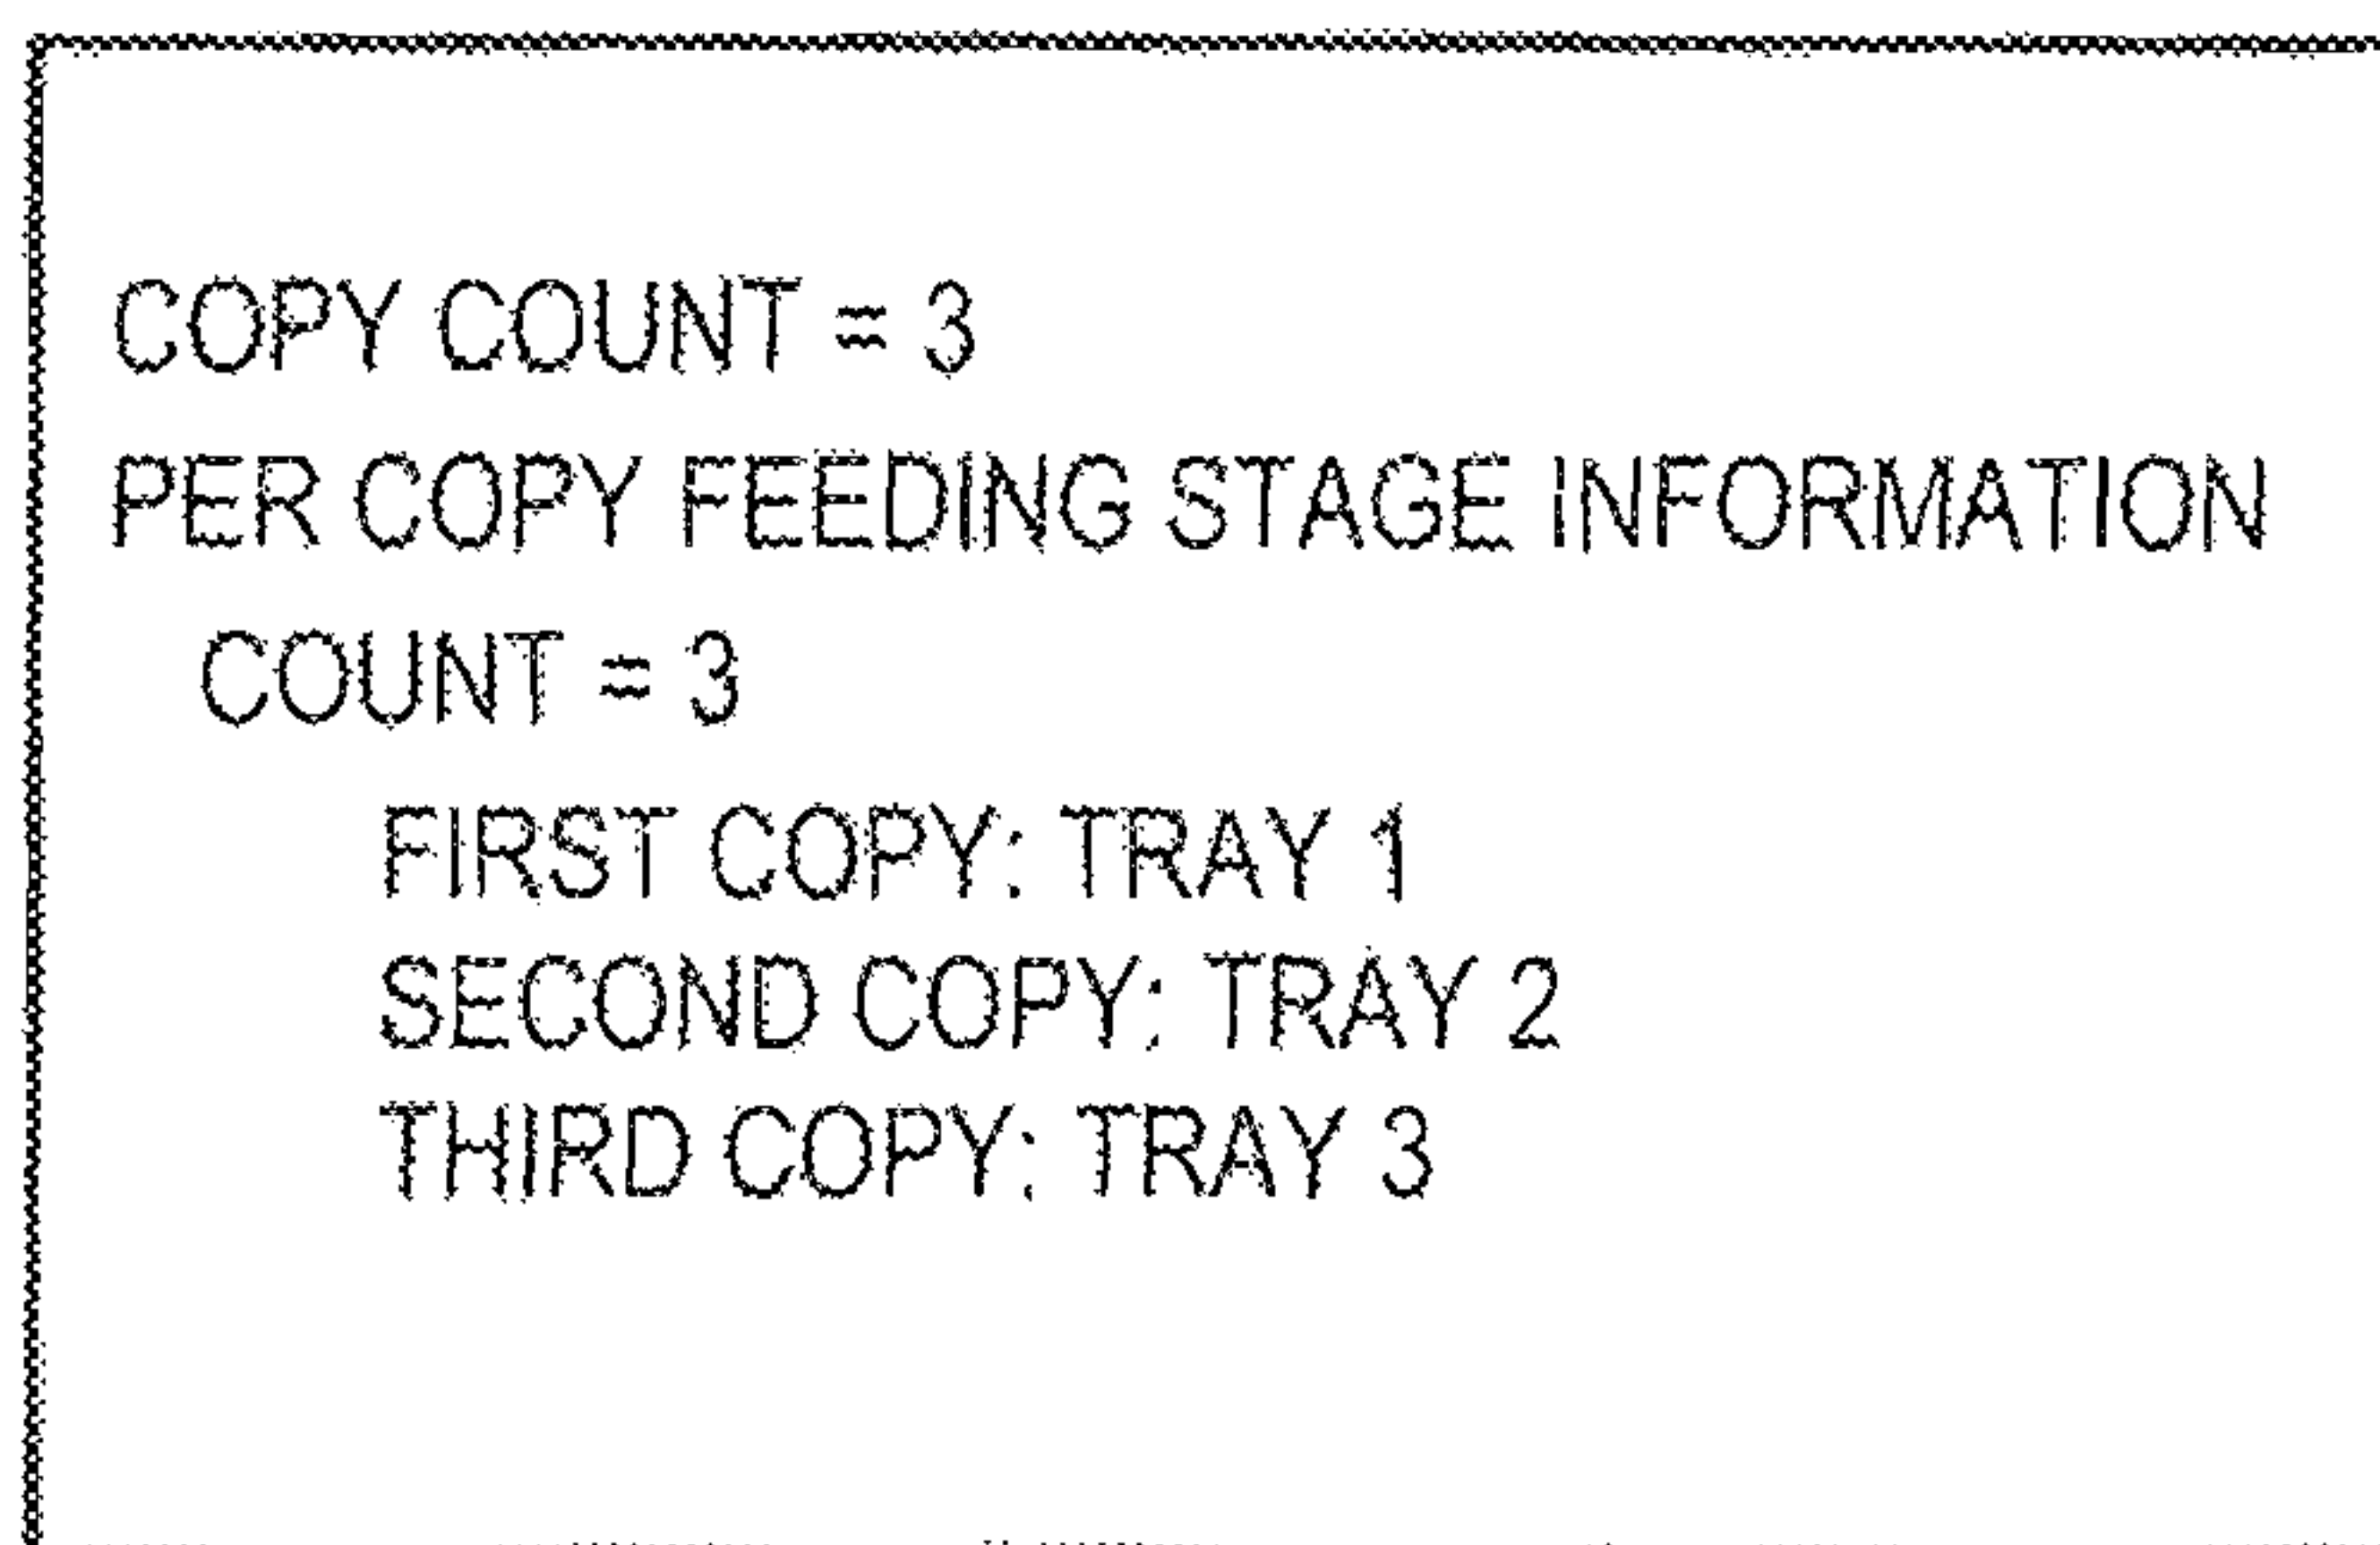 COPY COUNT = 3
PER COPY FEEDING STAGE INFORMATION
COUNT = 3
FIRST COPY: TRAY 1
SECOND COPY: TRAY 2
THIRD COPY: TRAY 3